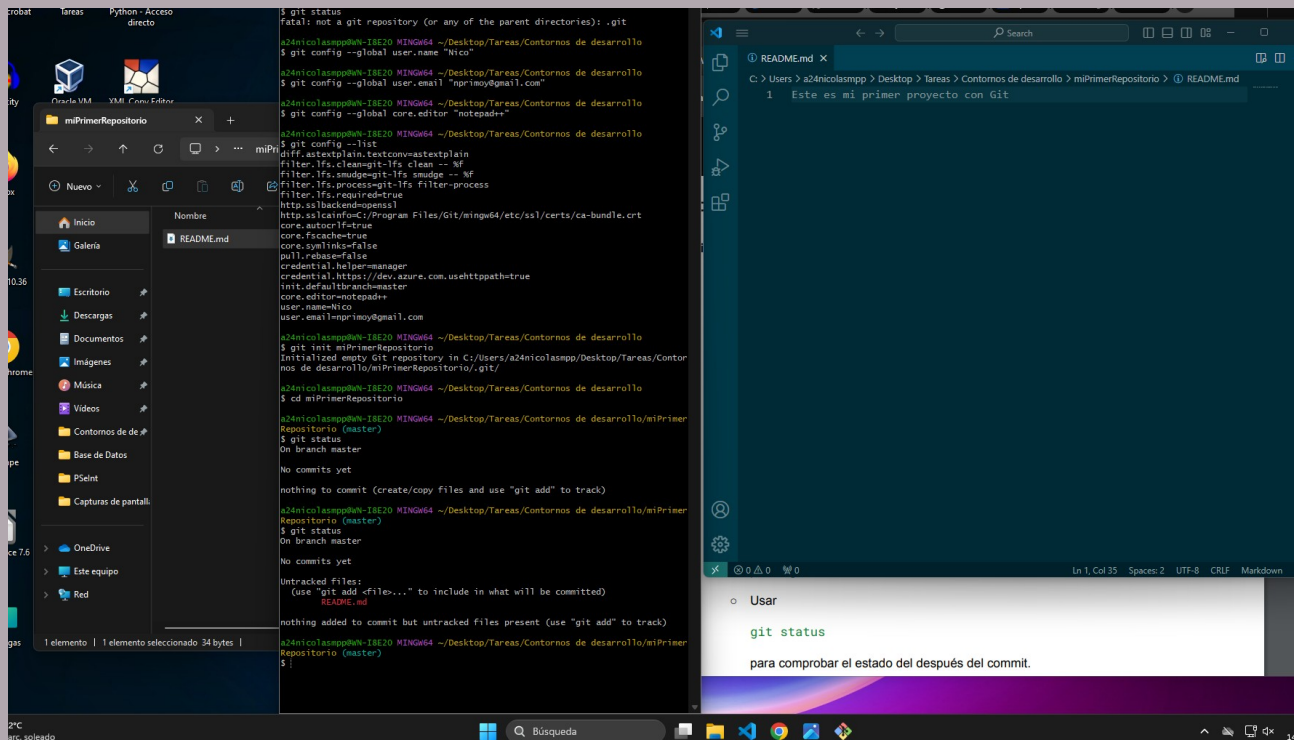 crobat
Tareas
Python - Acceso
directo
Oracle VM
XML Copy Editor
city
ox
10.36
hrome
pe
ce 7.6
gas
miPrimerRepositorio
miPri
Nuevo
Inicio
Galería
Escritorio
Descargas
Documentos
Imágenes
Música
Vídeos
Contornos de de
Base de Datos
PSeInt
Capturas de pantall
OneDrive
Este equipo
Red
Nombre
README.md
1 elemento | 1 elemento seleccionado 34 bytes |
$ git status
fatal: not a git repository (or any of the parent directories): .git
a24nicolasmpp@WN-I8E20 MINGW64 ~/Desktop/Tareas/Contornos de desarrollo
$ git config --global user.name "Nico"
a24nicolasmpp@WN-I8E20 MINGW64 ~/Desktop/Tareas/Contornos de desarrollo
$ git config --global user.email "nprimoy@gmail.com"
a24nicolasmpp@WN-I8E20 MINGW64 ~/Desktop/Tareas/Contornos de desarrollo
$ git config --global core.editor "notepad++"
a24nicolasmpp@WN-I8E20 MINGW64 ~/Desktop/Tareas/Contornos de desarrollo
$ git config --list
diff.astextplain.textconv=astextplain
filter.lfs.clean=git-lfs clean -- %f
filter.lfs.smudge=git-lfs smudge -- %f
filter.lfs.process=git-lfs filter-process
filter.lfs.required=true
http.sslbackend=openssl
http.sslcainfo=C:/Program Files/Git/mingw64/etc/ssl/certs/ca-bundle.crt
core.autocrlf=true
core.fscache=true
core.symlinks=false
pull.rebase=false
credential.helper=manager
credential.https://dev.azure.com.usehttppath=true
init.defaultbranch=master
core.editor=notepad++
user.name=Nico
user.email=nprimoy@gmail.com
a24nicolasmpp@WN-I8E20 MINGW64 ~/Desktop/Tareas/Contornos de desarrollo
$ git init miPrimerRepositorio
Initialized empty Git repository in C:/Users/a24nicolasmpp/Desktop/Tareas/Contor
nos de desarrollo/miPrimerRepositorio/.git/
a24nicolasmpp@WN-I8E20 MINGW64 ~/Desktop/Tareas/Contornos de desarrollo
$ cd miPrimerRepositorio
a24nicolasmpp@WN-I8E20 MINGW64 ~/Desktop/Tareas/Contornos de desarrollo/miPrimer
Repositorio (master)
$ git status
On branch master
No commits yet
nothing to commit (create/copy files and use "git add" to track)
a24nicolasmpp@WN-I8E20 MINGW64 ~/Desktop/Tareas/Contornos de desarrollo/miPrimer
Repositorio (master)
$ git status
On branch master
No commits yet
Untracked files:
(use "git add <file>..." to include in what will be committed)
README.md
nothing added to commit but untracked files present (use "git add" to track)
a24nicolasmpp@WN-I8E20 MINGW64 ~/Desktop/Tareas/Contornos de desarrollo/miPrimer
Repositorio (master)
$
Search
README.md
C: > Users > a24nicolasmpp > Desktop > Tareas > Contornos de desarrollo > miPrimerRepositorio > README.md
1 Este es mi primer proyecto con Git
0 0 0
Ln 1, Col 35 Spaces: 2 UTF-8 CRLF Markdown
Usar
git status
para comprobar el estado del después del commit.
2°C
arc. soleado
Búsqueda